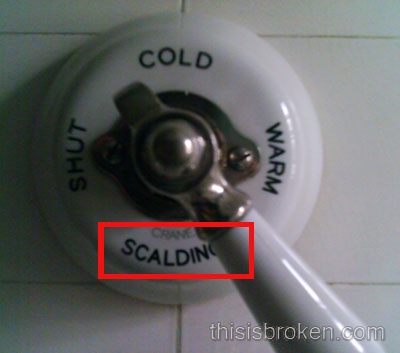 COLD
SHUT
WARM
CRANE
SCALDING
thisisbroken.com